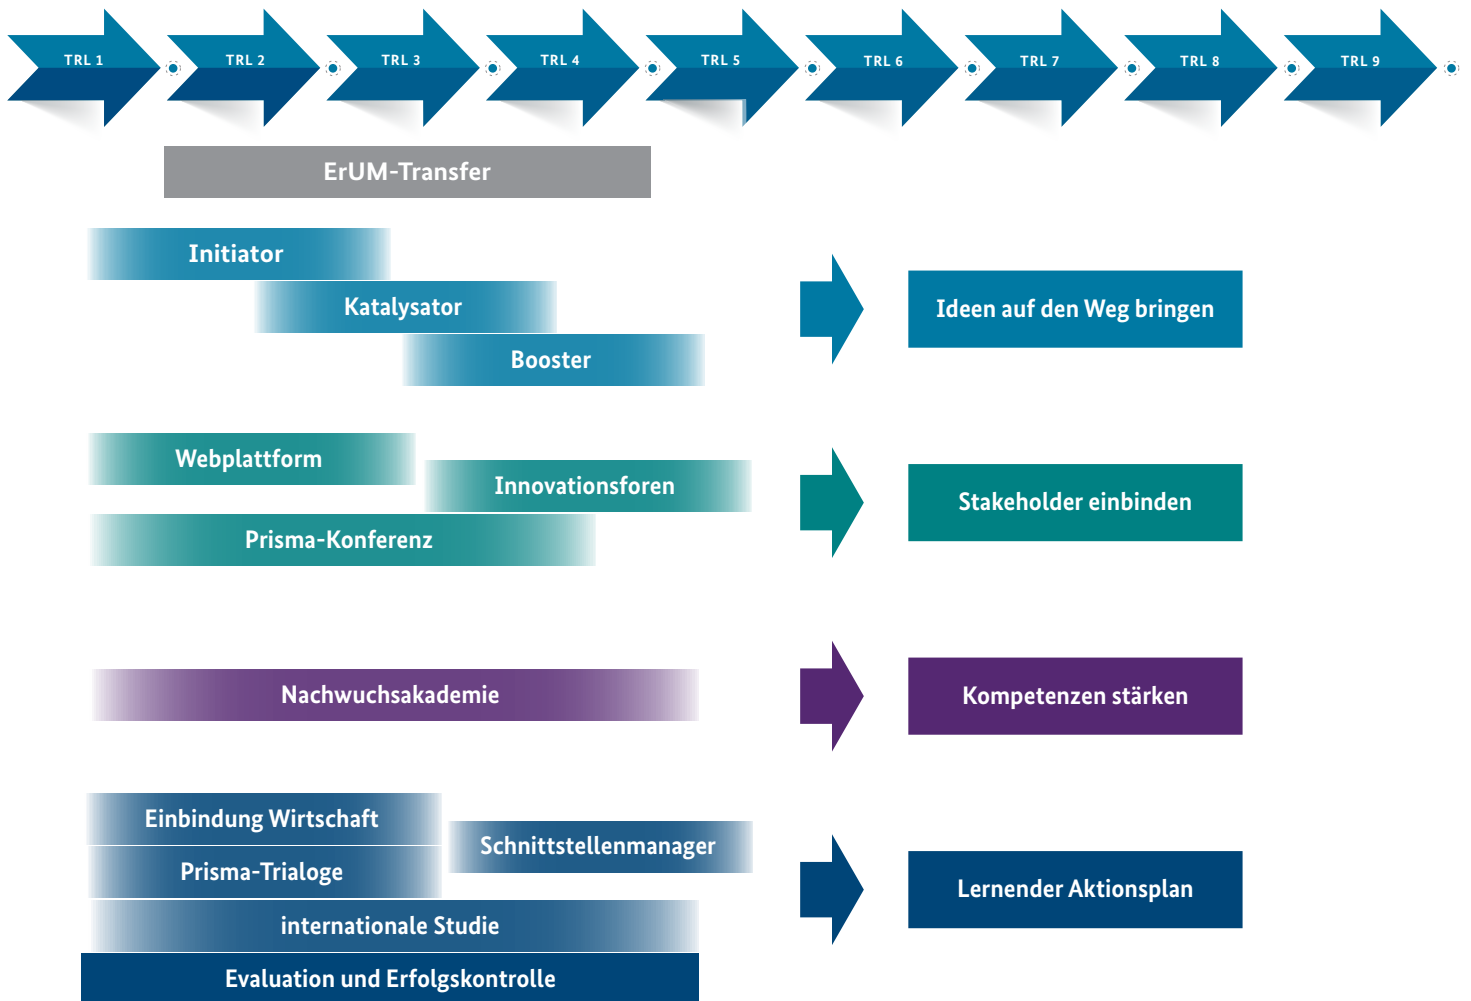 TRL 1
TRL 2
TRL 3
TRL 4
TRL 5
TRL 6
TRL 7
TRL 8
TRL 9
ErUM-Transfer
Initiator
Katalysator
Booster
Ideen auf den Weg bringen
Webplattform
Innovationsforen
Prisma-Konferenz
Stakeholder einbinden
Nachwuchsakademie
Kompetenzen stärken
Einbindung Wirtschaft
Schnittstellenmanager
Prisma-Trialoge
internationale Studie
Evaluation und Erfolgskontrolle
Lernender Aktionsplan